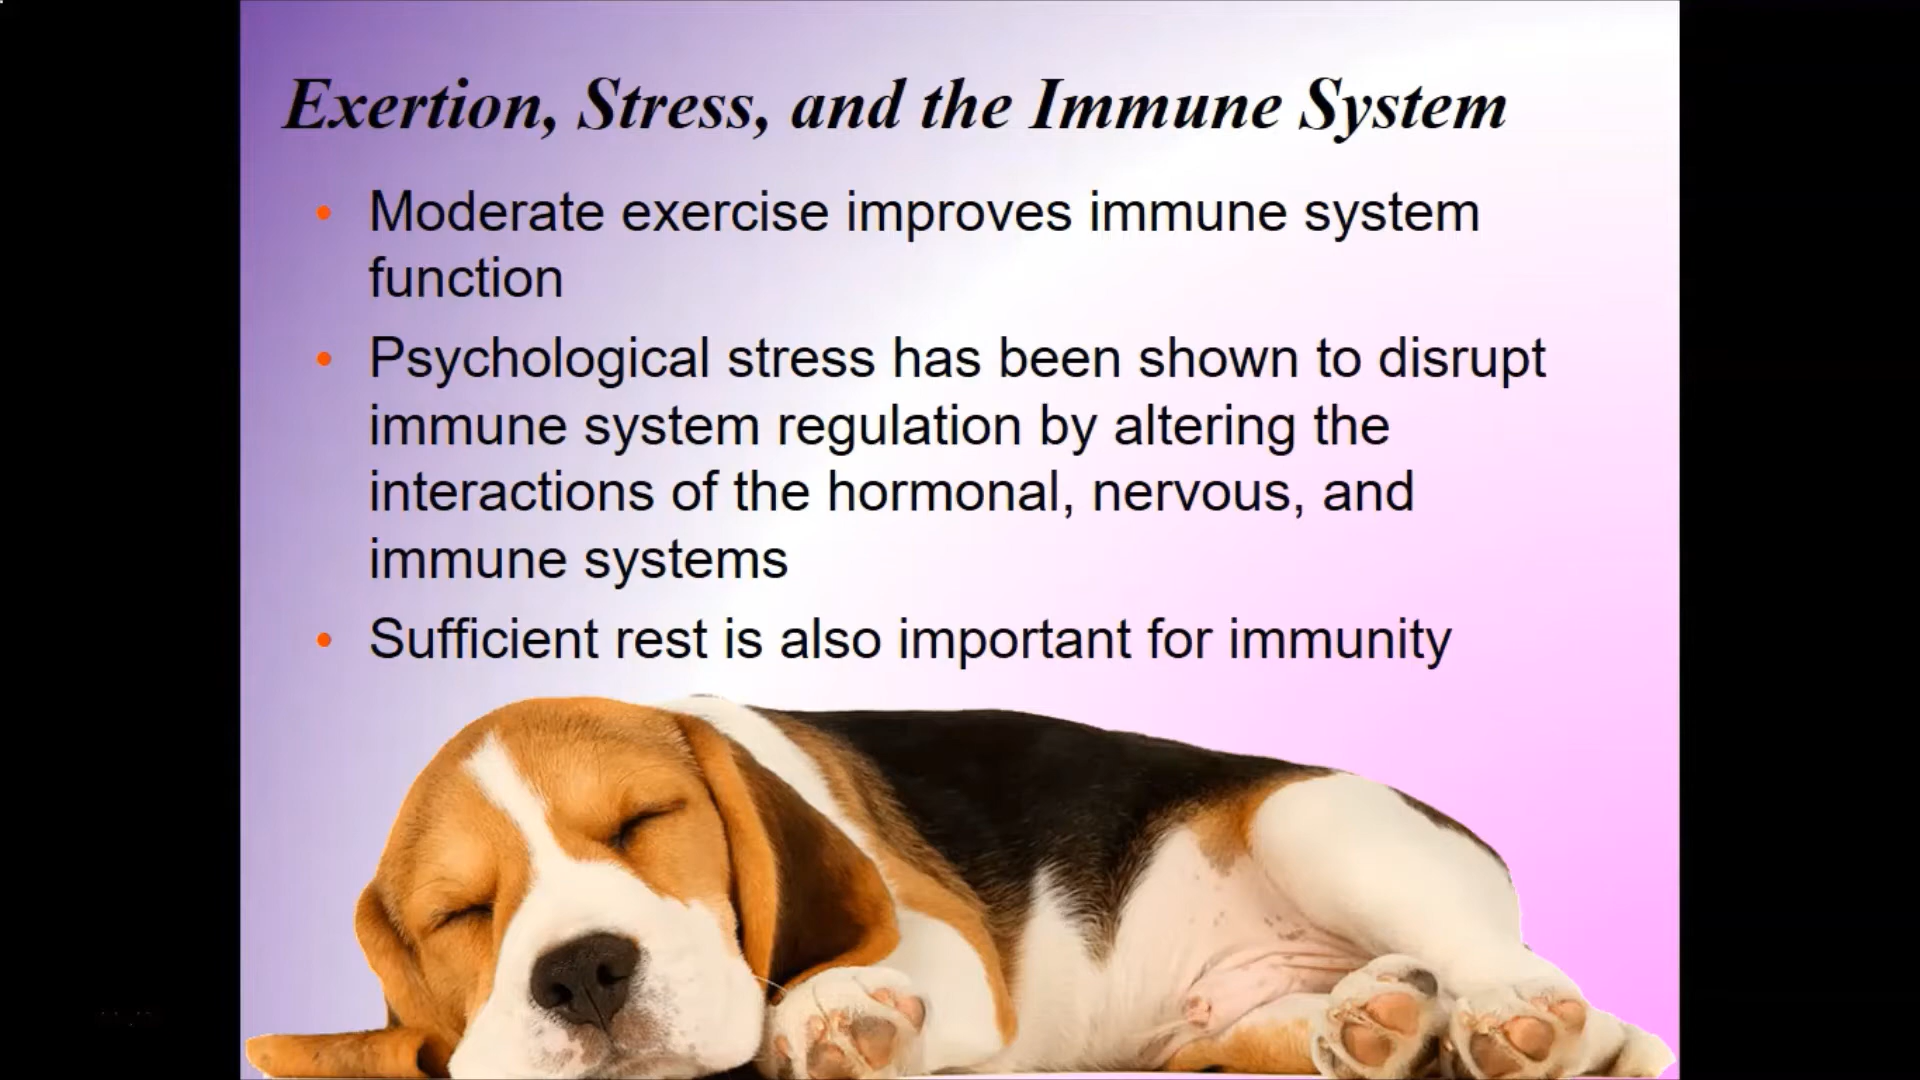 Exertion, Stress, and the Immune System
• Moderate exercise improves immune system
function
• Psychological stress has been shown to disrupt
immune system regulation by altering the
interactions of the hormonal, nervous, and
immune systems
• Sufficient rest is also important for immunity